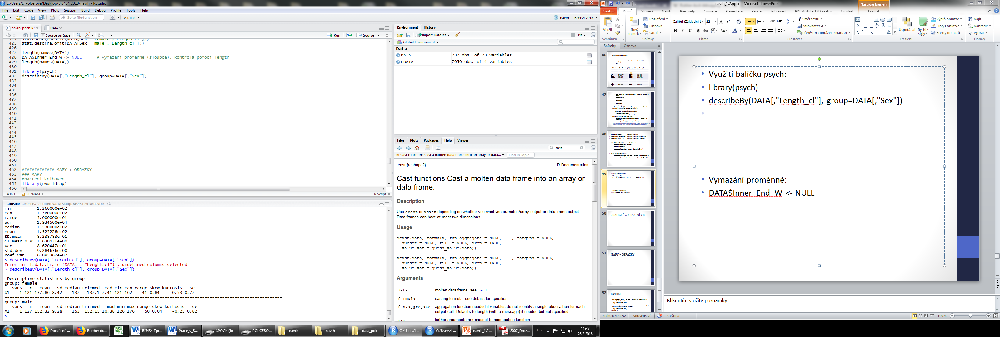 C:/Users/L. Polcerova/Desktop/Bi3434 2018/navrh - RStudio
File Edit Code View Plots Session Build Debug Profile Tools Help
Go to file/function Addins
navrh — Bi3434 2018
navrh_pozn.R* DATA
Source on Save Run Source
424 stat.desc(na.omit(DATA[Sex=="female","Length_cl"]))
425 stat.desc(na.omit(DATA[Sex=="male","Length_cl"]))
426
427 length(names(DATA))
428 DATA$Inner_End_W <- NULL # vymazani promenne (sloupce), kontrola pomoci length
429 length(names(DATA))
430
431 library(psych)
432 describeBy(DATA[,"Length_cl"], group=DATA[,"Sex"])
433
434
435
436
437
438
439
440
441
442
443
444
445
446
447
448
449
450
451
452 ############# MAPY + OBRAZKY
453 ### MAPY
454 #nacteni knihoven
455 library(rworldmap)
456
436:1 SEZNAM R Script
Console C:/Users/L. Polcerova/Desktop/Bi3434 2018/navrh/
min 1.260000e+02
max 1.760000e+02
range 5.000000e+01
sum 1.934500e+04
median 1.530000e+02
mean 1.523228e+02
SE.mean 8.238783e-01
CI.mean.0.95 1.630431e+00
var 8.620447e+01
std.dev 9.284636e+00
coef.var 6.095367e-02
> describeBy(DATA[,"Length.cl"], group=DATA[,"Sex"])
Error in `[.data.frame`(DATA, , "Length.cl") : undefined columns selected
> describeBy(DATA[,"Length_cl"], group=DATA[,"Sex"])
Descriptive statistics by group
group: female
vars n mean sd median trimmed mad min max range skew kurtosis se
X1 1 121 137.86 8.42 137 137.1 7.41 121 162 41 0.84 0.53 0.77
group: male
vars n mean sd median trimmed mad min max range skew kurtosis se
X1 1 127 152.32 9.28 153 152.15 10.38 126 176 50 0.04 -0.25 0.82
>
Environment History
Import Dataset List
Global Environment
Data
DATA 282 obs. of 28 variables
mDATA 7050 obs. of 4 variables
Files Plots Packages Help Viewer
cast
R: Cast functions Cast a molten data frame into an array or data... Find in Topic
cast {reshape2} R Documentation
Cast functions Cast a molten data frame into an array or
data frame.
Description
Use acast or dcast depending on whether you want vector/matrix/array output or data frame output.
Data frames can have at most two dimensions.
Usage
dcast(data, formula, fun.aggregate = NULL, ..., margins = NULL,
subset = NULL, fill = NULL, drop = TRUE,
value.var = guess_value(data))
acast(data, formula, fun.aggregate = NULL, ..., margins = NULL,
subset = NULL, fill = NULL, drop = TRUE,
value.var = guess_value(data))
Arguments
data molten data frame, see melt.
formula casting formula, see details for specifics.
fun.aggregate aggregation function needed if variables do not identify a single observation for each
output cell. Defaults to length (with a message) if needed but not specified.
... further arguments are passed to aggregating function
navrh_1.2.pptx - Microsoft PowerPoint
Nástroje kreslení
Soubor Domů Vložení Návrh Přechody Animace Prezentace Revize Zobrazení PDF Architect 4 Creator Acrobat Formát
Vložit Schránka
Nový snímek Rozložení Obnovit Oddíl Snímky
Calibri (Základní t 22 Písmo
Směr textu Zarovnat text Převést na obrázek SmartArt Odstavec
Uspořádat Rychlé styly Výplň obrazce Obrys obrazce Efekty obrazců Kreslení
Najít Nahradit Vybrat Úpravy
Snímky Osnova
46
47
48
49
50 GRAFICKÉ ZOBRAZENÍ V R
51 MAPY + OBRÁZKY
52 DATUM
• Využití balíčku psych:
• library(psych)
• describeBy(DATA[,"Length_cl"], group=DATA[,"Sex"])
•
• Vymazání proměnné:
• DATA$Inner_End_W <- NULL
Kliknutím vložíte poznámky.
Snímek 49 z 52 "Sousedství" Čeština 100 %
Doručené ... Rubber du... Bi3434 Zpr... Prace_v_R... SPOCK (J:) POLCERO... navrh navrh data_pok C:/Users/L... C:/Users/L... navrh_1.2.... 2007_Droz... CS 11:37
26.2.2018